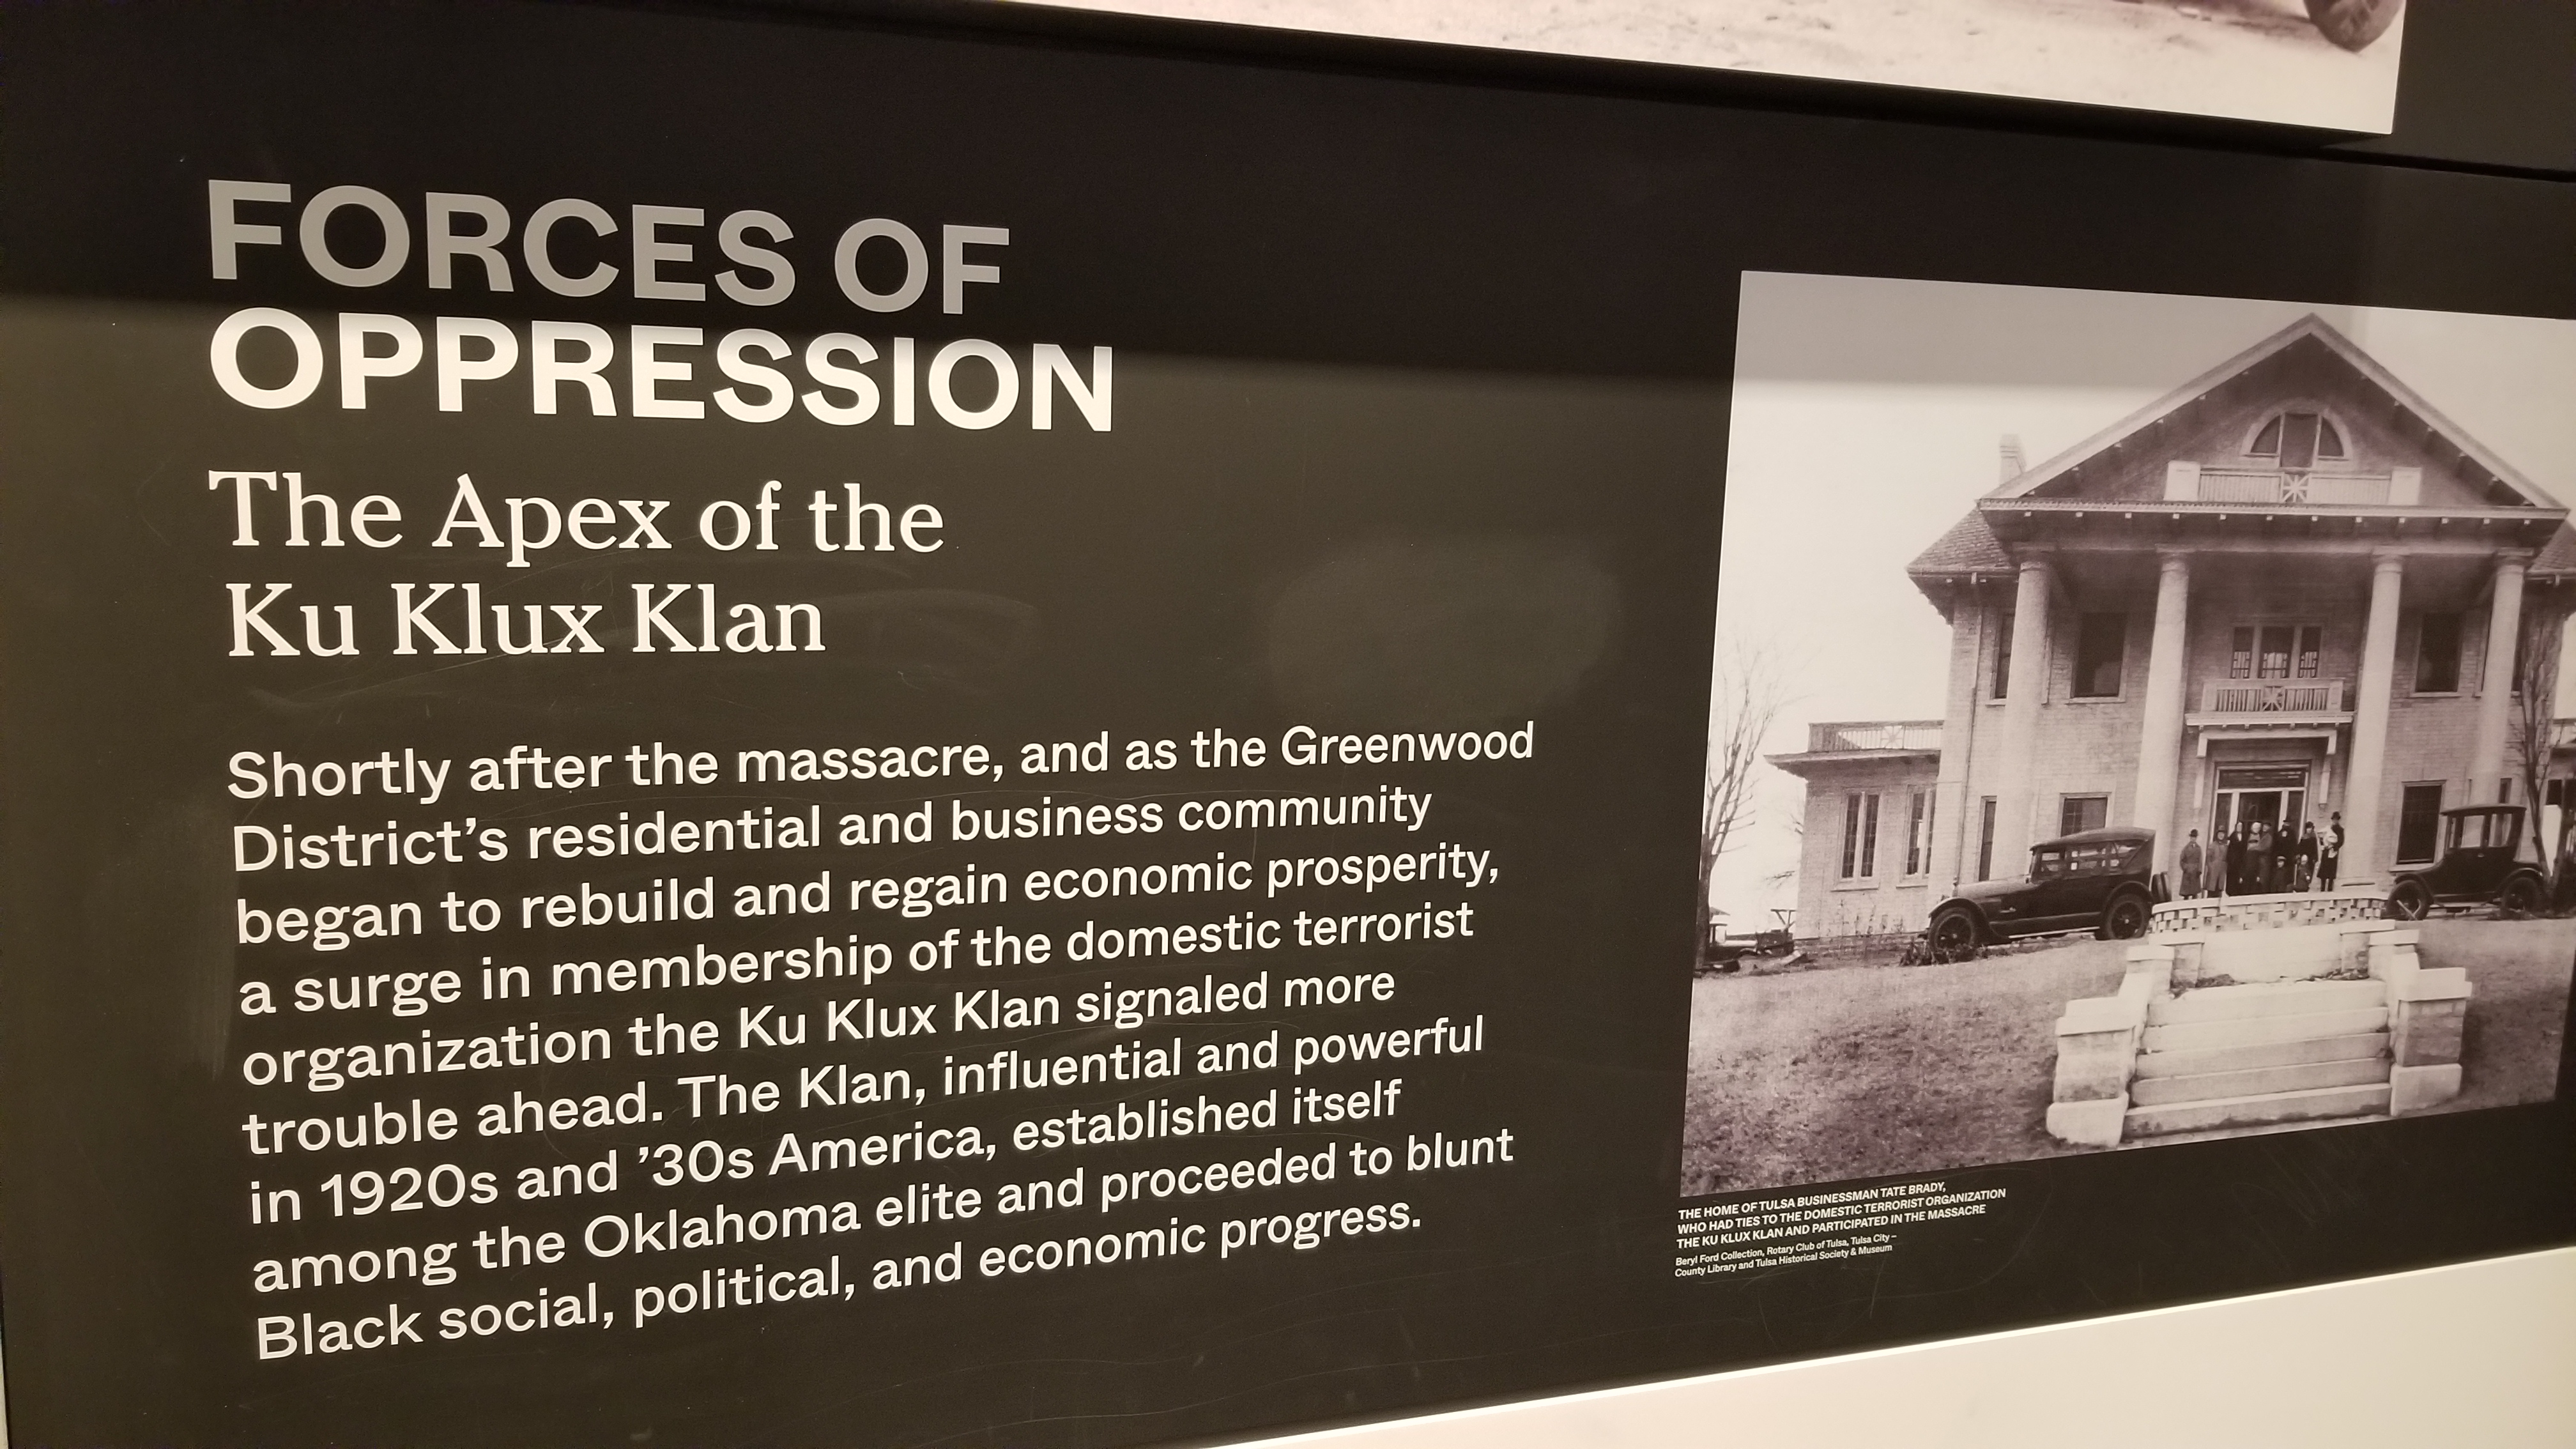 FORCES OF
OPPRESSION
The Apex of the
Ku Klux Klan
Shortly after the massacre, and as the Greenwood
District’s residential and business community
began to rebuild and regain economic prosperity,
a surge in membership of the domestic terrorist
organization the Ku Klux Klan signaled more
trouble ahead. The Klan, influential and powerful
in 1920s and ’30s America, established itself
among the Oklahoma elite and proceeded to blunt
Black social, political, and economic progress.
THE HOME OF TULSA BUSINESSMAN TATE BRADY,
WHO HAD TIES TO THE DOMESTIC TERRORIST ORGANIZATION
THE KU KLUX KLAN AND PARTICIPATED IN THE MASSACRE
Beryl Ford Collection, Rotary Club of Tulsa, Tulsa City –
County Library and Tulsa Historical Society & Museum